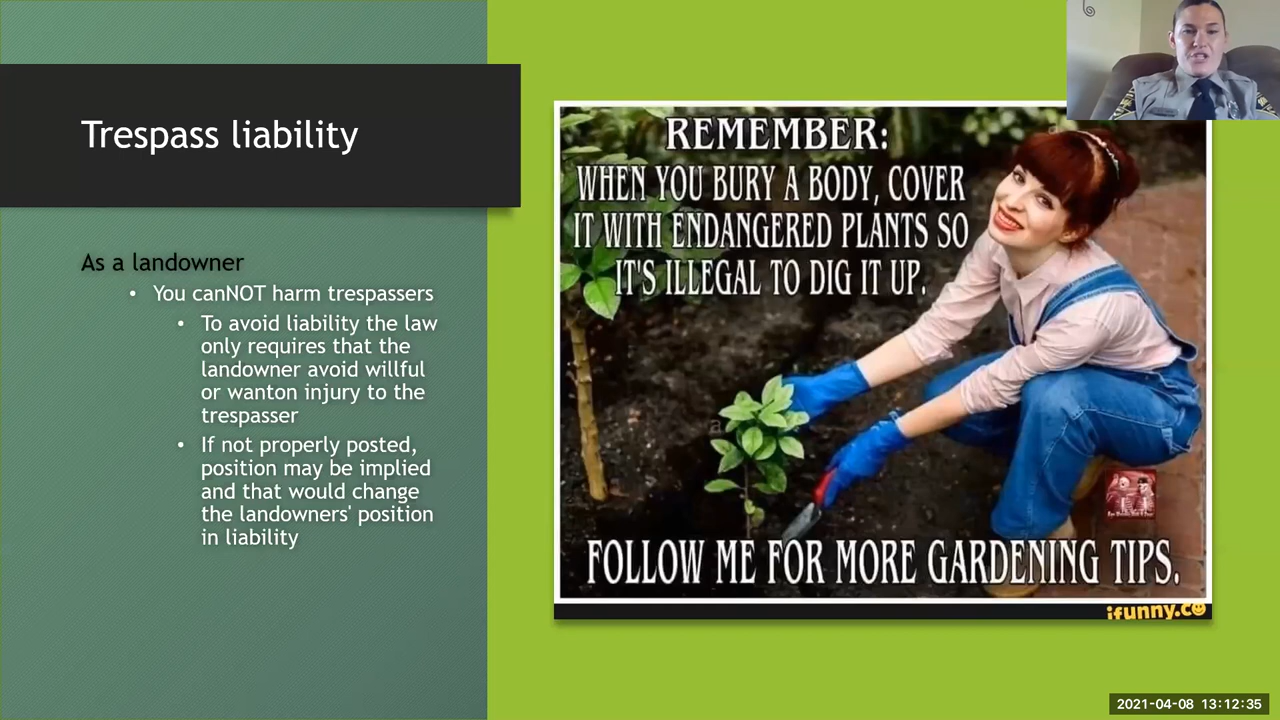 Trespass liability
As a landowner
• You canNOT harm trespassers
• To avoid liability the law
only requires that the
landowner avoid willful
or wanton injury to the
trespasser
• If not properly posted,
position may be implied
and that would change
the landowners' position
in liability
REMEMBER:
WHEN YOU BURY A BODY, COVER
IT WITH ENDANGERED PLANTS SO
IT'S ILLEGAL TO DIG IT UP.
FOLLOW ME FOR MORE GARDENING TIPS.
ifunny.co
2021-04-08 13:12:35